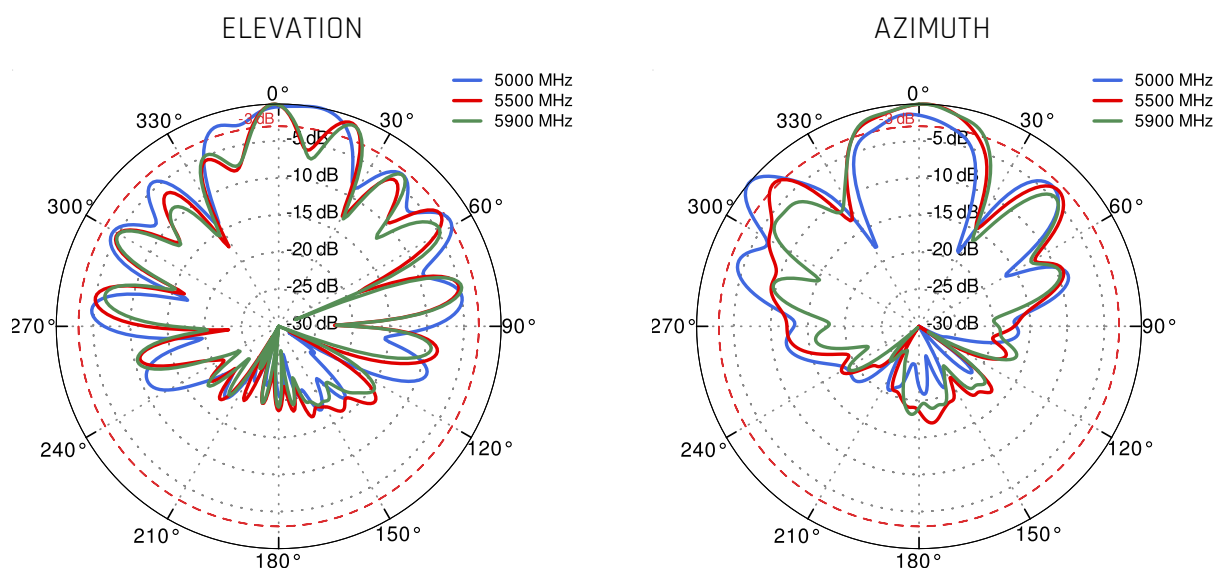 ELEVATION
5000 MHz
5500 MHz
5900 MHz
0°
30°
60°
90°
120°
150°
180°
210°
240°
270°
300°
330°
-3 dB
-5 dB
-10 dB
-15 dB
-20 dB
-25 dB
-30 dB
AZIMUTH
5000 MHz
5500 MHz
5900 MHz
0°
30°
60°
90°
120°
150°
180°
210°
240°
270°
300°
330°
-3 dB
-5 dB
-10 dB
-15 dB
-20 dB
-25 dB
-30 dB